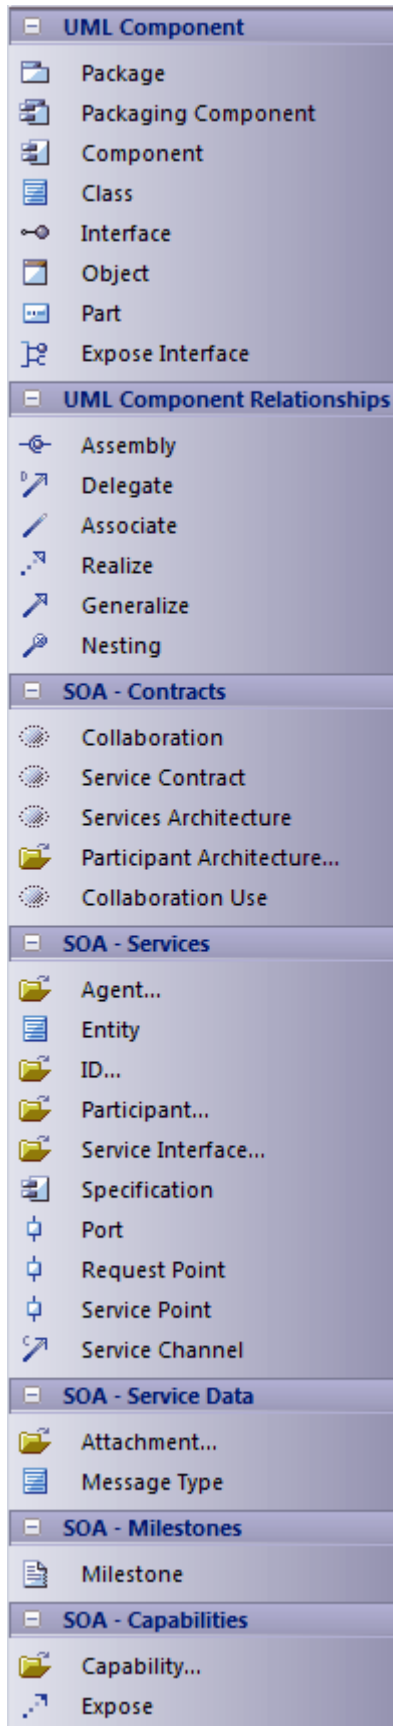 UML Component
Package
Packaging Component
Component
Class
Interface
Object
Part
Expose Interface
UML Component Relationships
Assembly
Delegate
Associate
Realize
Generalize
Nesting
SOA - Contracts
Collaboration
Service Contract
Services Architecture
Participant Architecture...
Collaboration Use
SOA - Services
Agent...
Entity
ID...
Participant...
Service Interface...
Specification
Port
Request Point
Service Point
Service Channel
SOA - Service Data
Attachment...
Message Type
SOA - Milestones
Milestone
SOA - Capabilities
Capability...
Expose